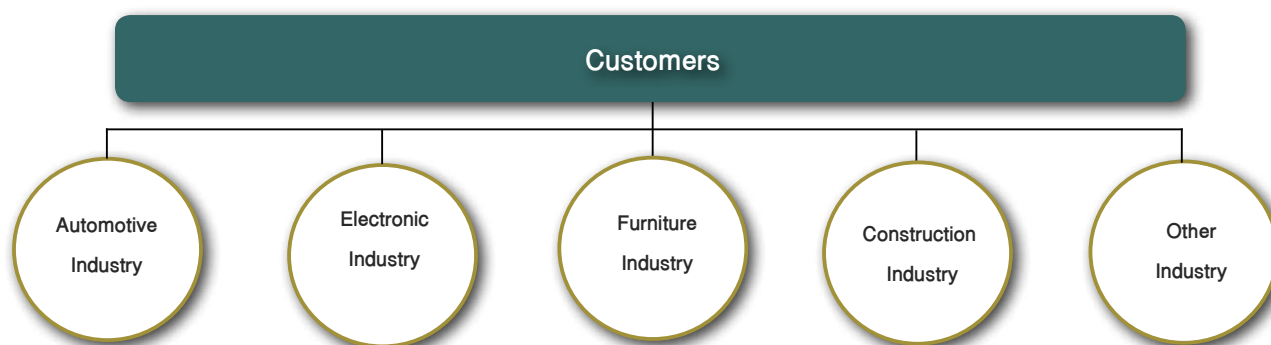 Customers
Automotive
Industry
Electronic
Industry
Furniture
Industry
Construction
Industry
Other
Industry